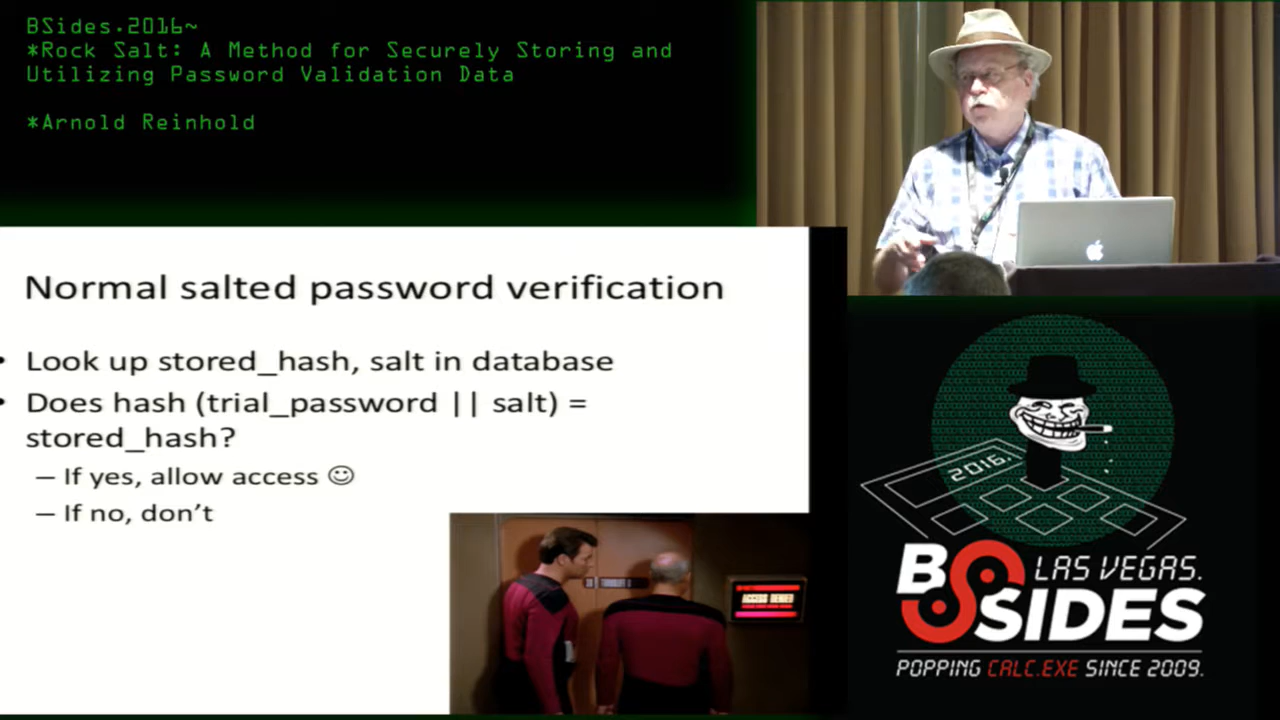 BSides.2016~
*Rock Salt: A Method for Securely Storing and
Utilizing Password Validation Data
*Arnold Reinhold
Normal salted password verification
• Look up stored_hash, salt in database
• Does hash (trial_password || salt) =
stored_hash?
– If yes, allow access ☺
– If no, don’t
ACCESS DENIED
2016.
BSIDES
LAS VEGAS.
POPPING CALC.EXE SINCE 2009.